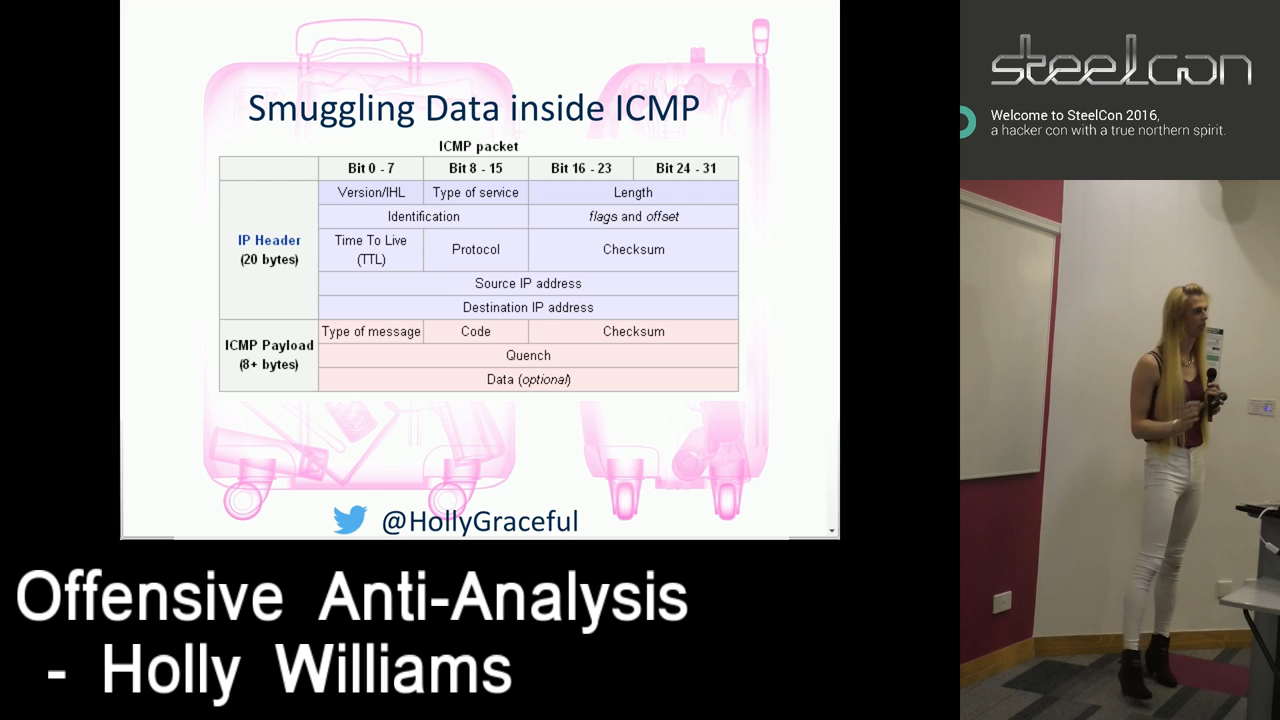 Smuggling Data inside ICMP
ICMP packet
Bit 0 - 7 Bit 8 - 15 Bit 16 - 23 Bit 24 - 31
IP Header
(20 bytes)
Version/IHL Type of service Length
Identification flags and offset
Time To Live
(TTL)
Protocol Checksum
Source IP address
Destination IP address
ICMP Payload
(8+ bytes)
Type of message Code Checksum
Quench
Data (optional)
@HollyGraceful
Offensive Anti-Analysis
- Holly Williams
steelcon
Welcome to SteelCon 2016,
a hacker con with a true northern spirit.